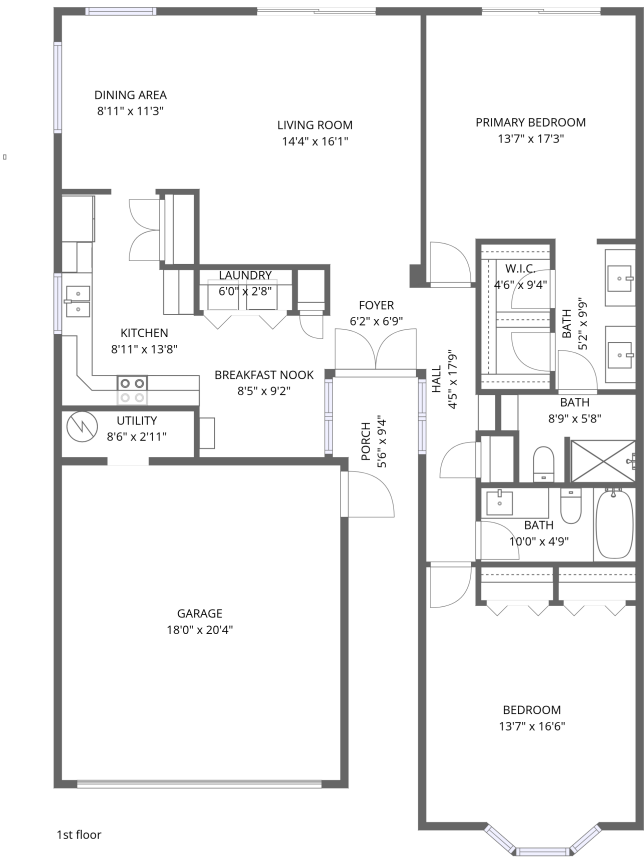 DINING AREA
8'11" x 11'3"
LIVING ROOM
14'4" x 16'1"
PRIMARY BEDROOM
13'7" x 17'3"
W.I.C.
4'6" x 9'4"
LAUNDRY
6'0" x 2'8"
FOYER
6'2" x 6'9"
BATH
5'2" x 9'9"
KITCHEN
8'11" x 13'8"
BREAKFAST NOOK
8'5" x 9'2"
HALL
4'5" x 17'9"
BATH
8'9" x 5'8"
UTILITY
8'6" x 2'11"
PORCH
5'6" x 9'4"
BATH
10'0" x 4'9"
GARAGE
18'0" x 20'4"
BEDROOM
13'7" x 16'6"
1st floor